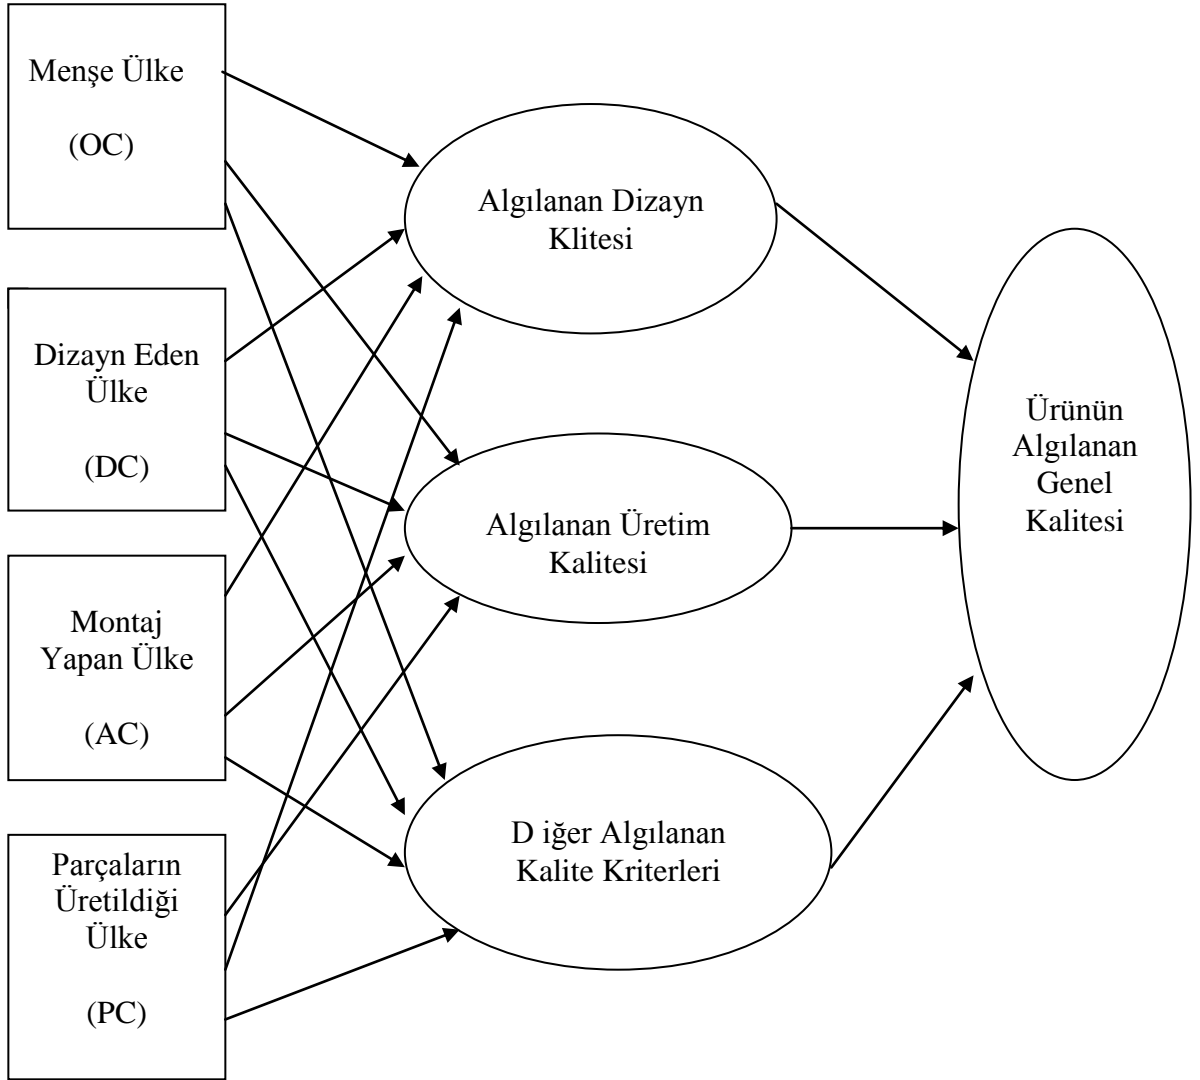 Menşe Ülke
(OC)
Dizayn Eden
Ülke
(DC)
Montaj
Yapan Ülke
(AC)
Parçaların
Üretildiği
Ülke
(PC)
Algılanan Dizayn
Klitesi
Algılanan Üretim
Kalitesi
D iğer Algılanan
Kalite Kriterleri
Ürünün
Algılanan
Genel
Kalitesi